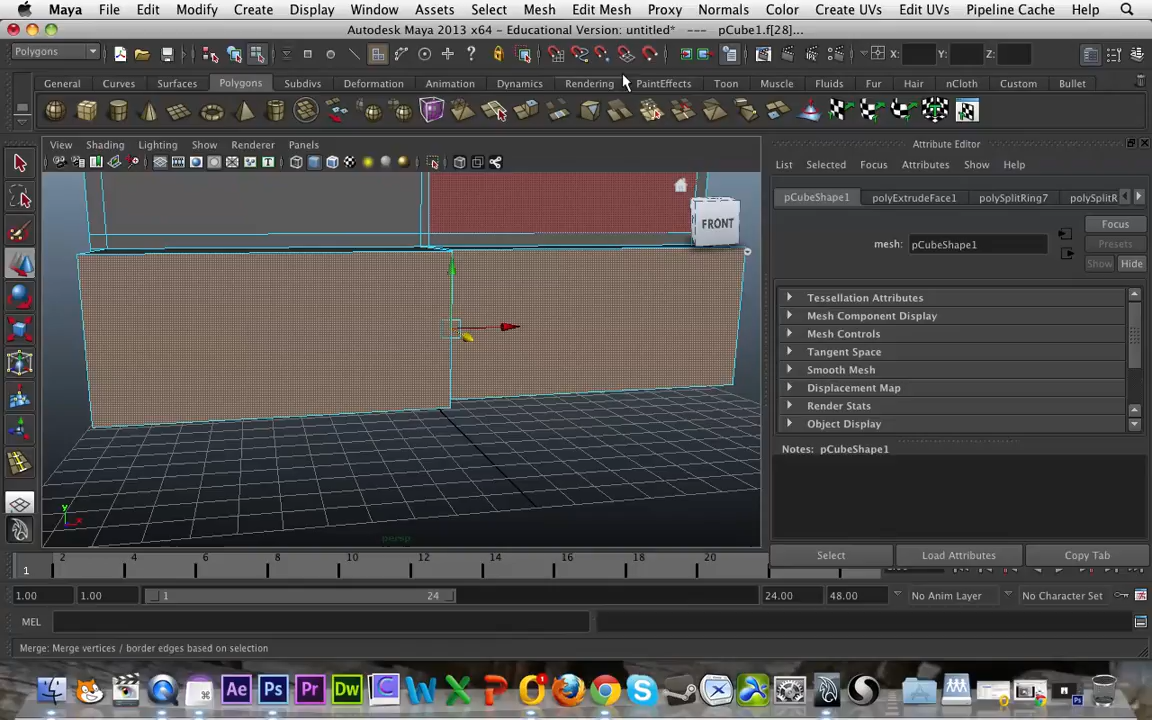 Maya File Edit Modify Create Display Window Assets Select Mesh Edit Mesh Proxy Normals Color Create UVs Edit UVs Pipeline Cache Help
Autodesk Maya 2013 x64 - Educational Version: untitled* --- pCube1.f[28]...
Polygons X: Y: Z:
General Curves Surfaces Polygons Subdivs Deformation Animation Dynamics Rendering PaintEffects Toon Muscle Fluids Fur Hair nCloth Custom Bullet
View Shading Lighting Show Renderer Panels
Attribute Editor
List Selected Focus Attributes Show Help
pCubeShape1 polyExtrudeFace1 polySplitRing7 polySplitR
FRONT
mesh: pCubeShape1
Focus
Presets
Show Hide
Tessellation Attributes
Mesh Component Display
Mesh Controls
Tangent Space
Smooth Mesh
Displacement Map
Render Stats
Object Display
Notes: pCubeShape1
y
x
persp
Select Load Attributes Copy Tab
1 2 4 6 8 10 12 14 16 18 20
1.00 1.00 1 24 24.00 48.00 No Anim Layer No Character Set
MEL
Merge: Merge vertices / border edges based on selection
Ae Ps Pr Dw
1